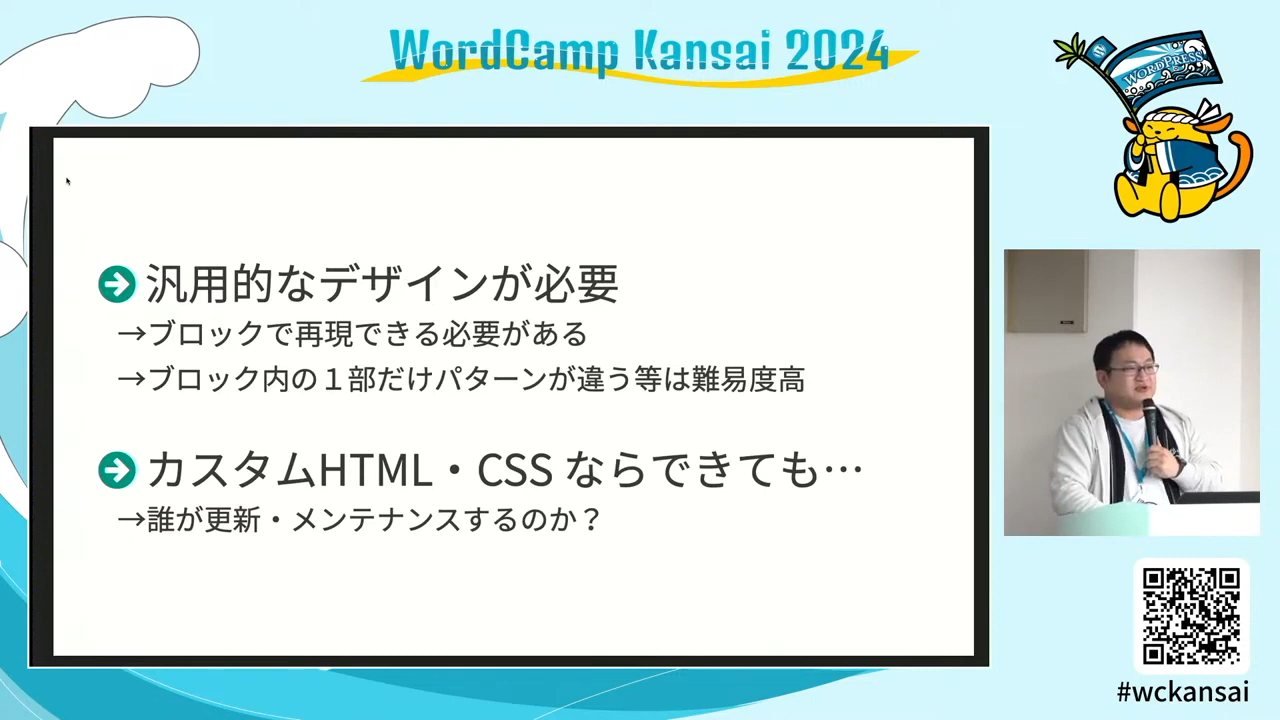 WordCamp Kansai 2024
W
WORDPRESS
汎用的なデザインが必要
→ブロックで再現できる必要がある
→ブロック内の１部だけパターンが違う等は難易度高
カスタムHTML・CSS ならできても…
→誰が更新・メンテナンスするのか？
#wckansai